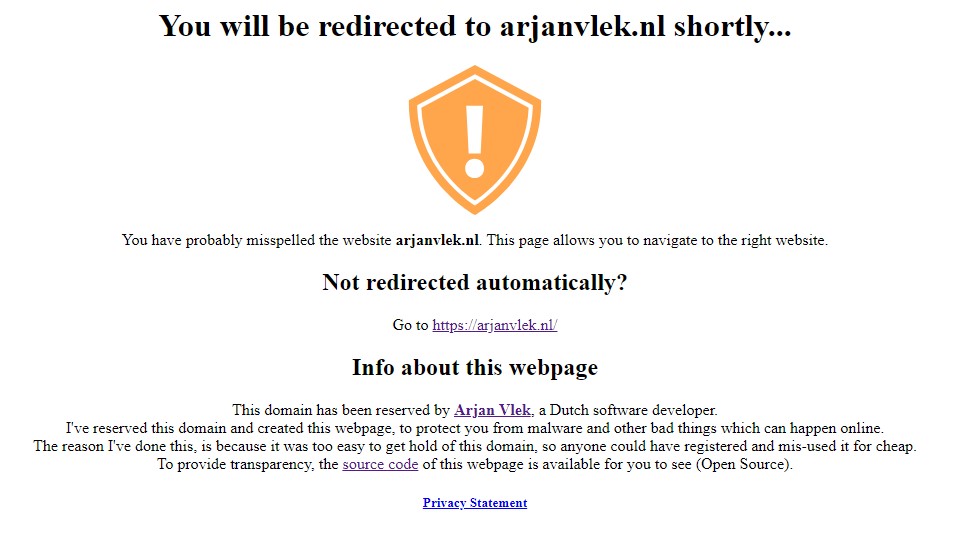 You will be redirected to arjanvlek.nl shortly...
!
You have probably misspelled the website arjanvlek.nl. This page allows you to navigate to the right website.
Not redirected automatically?
Go to https://arjanvlek.nl/
Info about this webpage
This domain has been reserved by Arjan Vlek, a Dutch software developer.
I've reserved this domain and created this webpage, to protect you from malware and other bad things which can happen online.
The reason I've done this, is because it was too easy to get hold of this domain, so anyone could have registered and mis-used it for cheap.
To provide transparency, the source code of this webpage is available for you to see (Open Source).
Privacy Statement